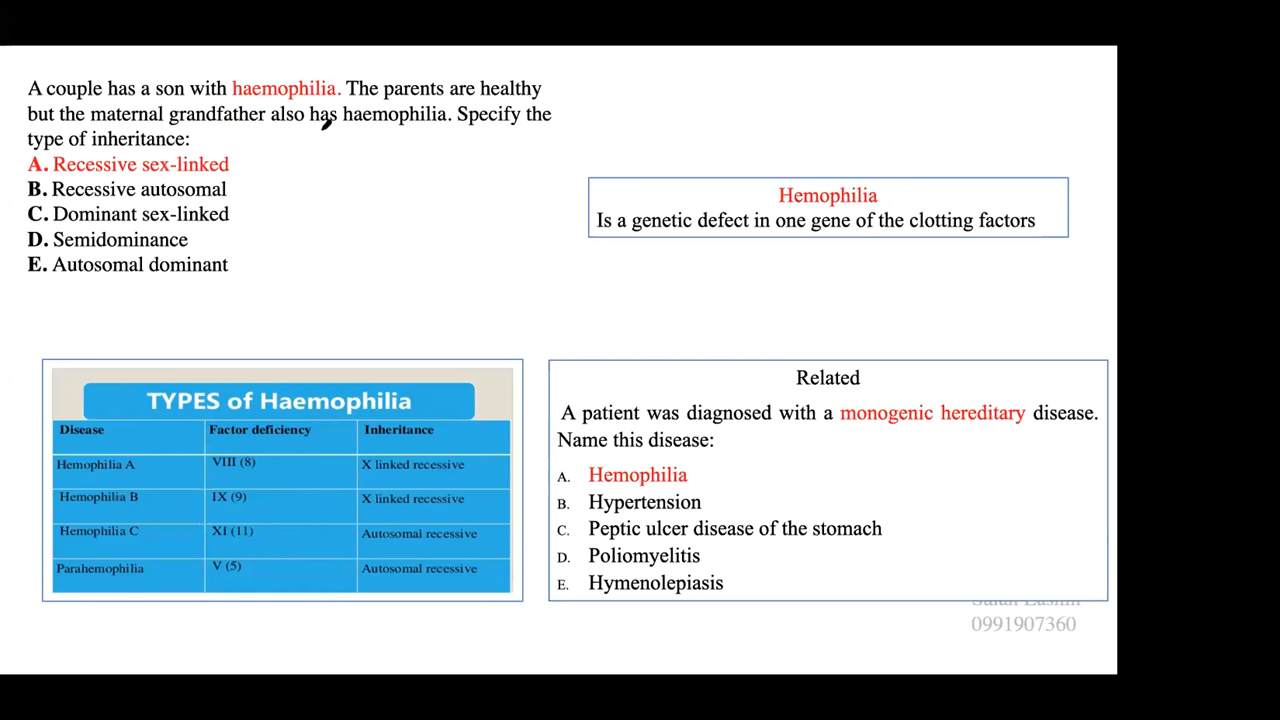 A couple has a son with haemophilia. The parents are healthy
but the maternal grandfather also has haemophilia. Specify the
type of inheritance:
A. Recessive sex-linked
B. Recessive autosomal
C. Dominant sex-linked
D. Semidominance
E. Autosomal dominant
Hemophilia
Is a genetic defect in one gene of the clotting factors
TYPES of Haemophilia
Disease Factor deficiency Inheritance
Hemophilia A VIII (8) X linked recessive
Hemophilia B IX (9) X linked recessive
Hemophilia C XI (11) Autosomal recessive
Parahemophilia V (5) Autosomal recessive
Related
A patient was diagnosed with a monogenic hereditary disease.
Name this disease:
A. Hemophilia
B. Hypertension
C. Peptic ulcer disease of the stomach
D. Poliomyelitis
E. Hymenolepiasis
0991907360